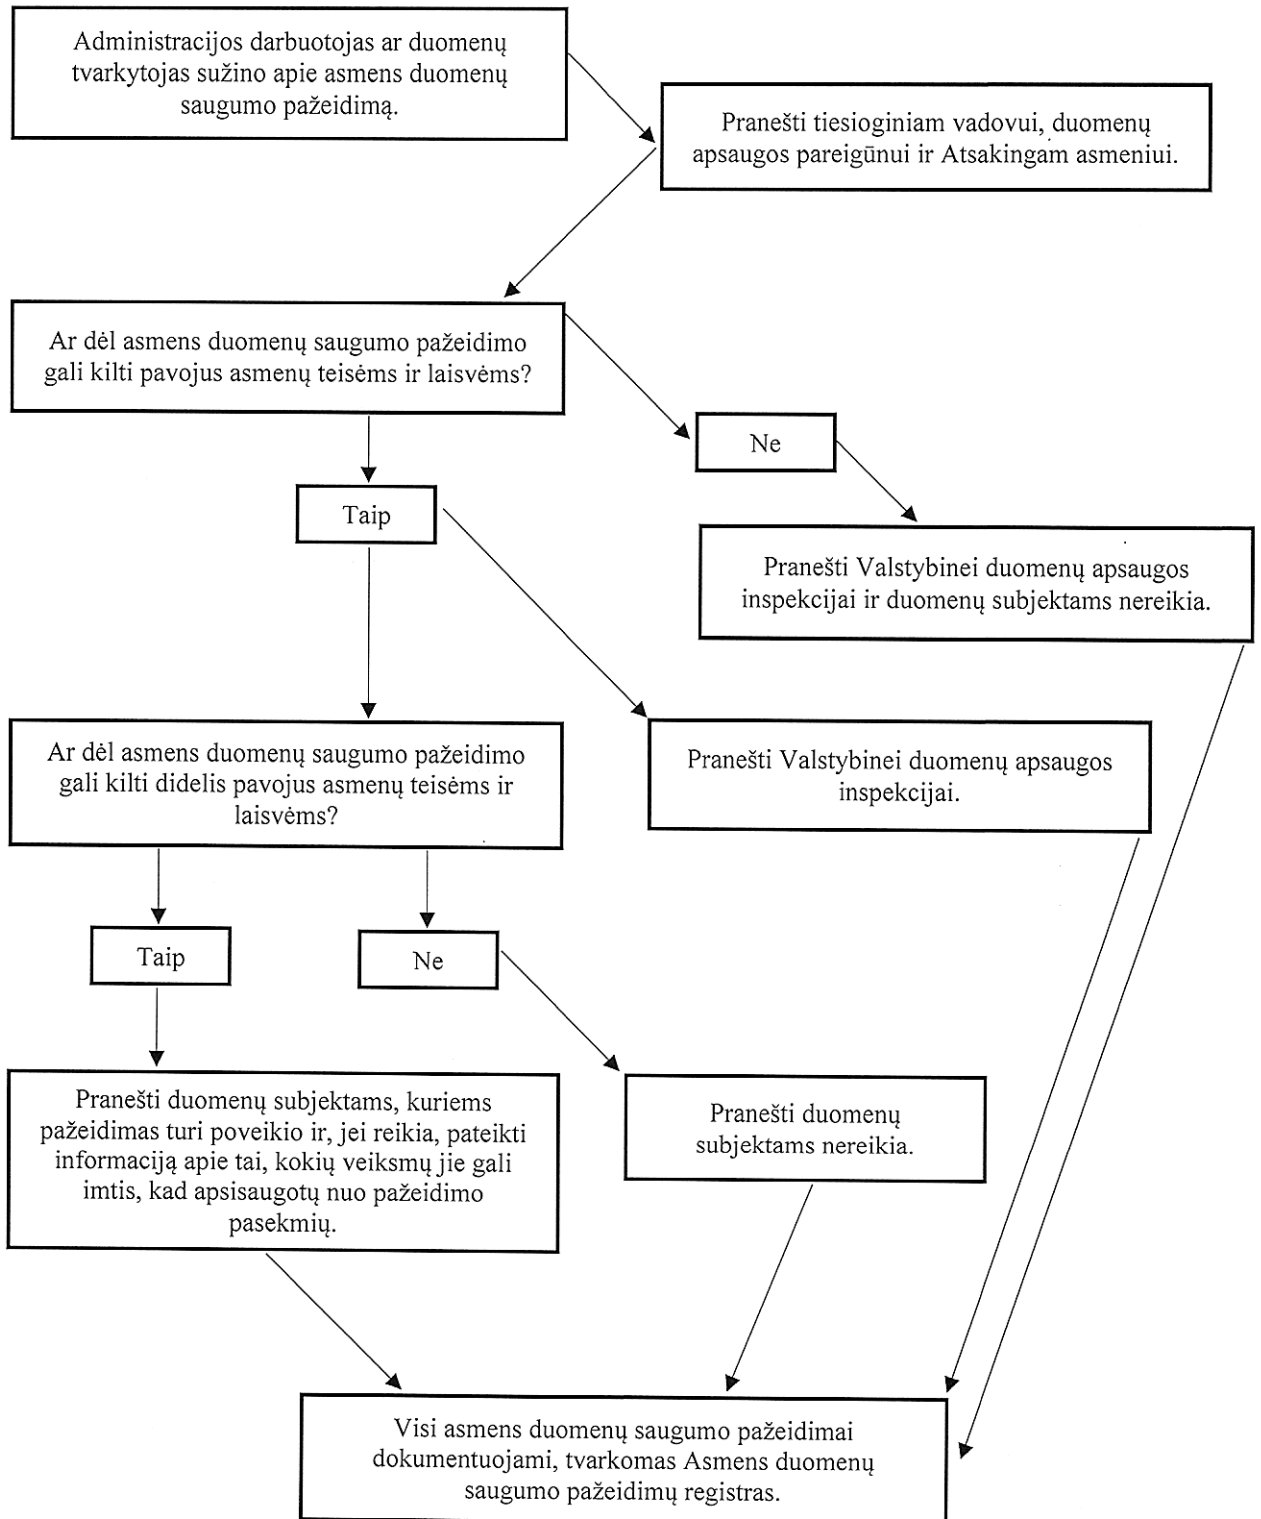 Administracijos darbuotojas ar duomenų
tvarkytojas sužino apie asmens duomenų
saugumo pažeidimą.
Pranešti tiesioginiam vadovui, duomenų
apsaugos pareigūnui ir Atsakingam asmeniui.
Ar dėl asmens duomenų saugumo pažeidimo
gali kilti pavojus asmenų teisėms ir laisvėms?
Ne
Taip
Pranešti Valstybinei duomenų apsaugos
inspekcijai ir duomenų subjektams nereikia.
Ar dėl asmens duomenų saugumo pažeidimo
gali kilti didelis pavojus asmenų teisėms ir
laisvėms?
Pranešti Valstybinei duomenų apsaugos
inspekcijai.
Taip
Ne
Pranešti duomenų subjektams, kuriems
pažeidimas turi poveikio ir, jei reikia, pateikti
informaciją apie tai, kokių veiksmų jie gali
imtis, kad apsisaugotų nuo pažeidimo
pasekmių.
Pranešti duomenų
subjektams nereikia.
Visi asmens duomenų saugumo pažeidimai
dokumentuojami, tvarkomas Asmens duomenų
saugumo pažeidimų registras.